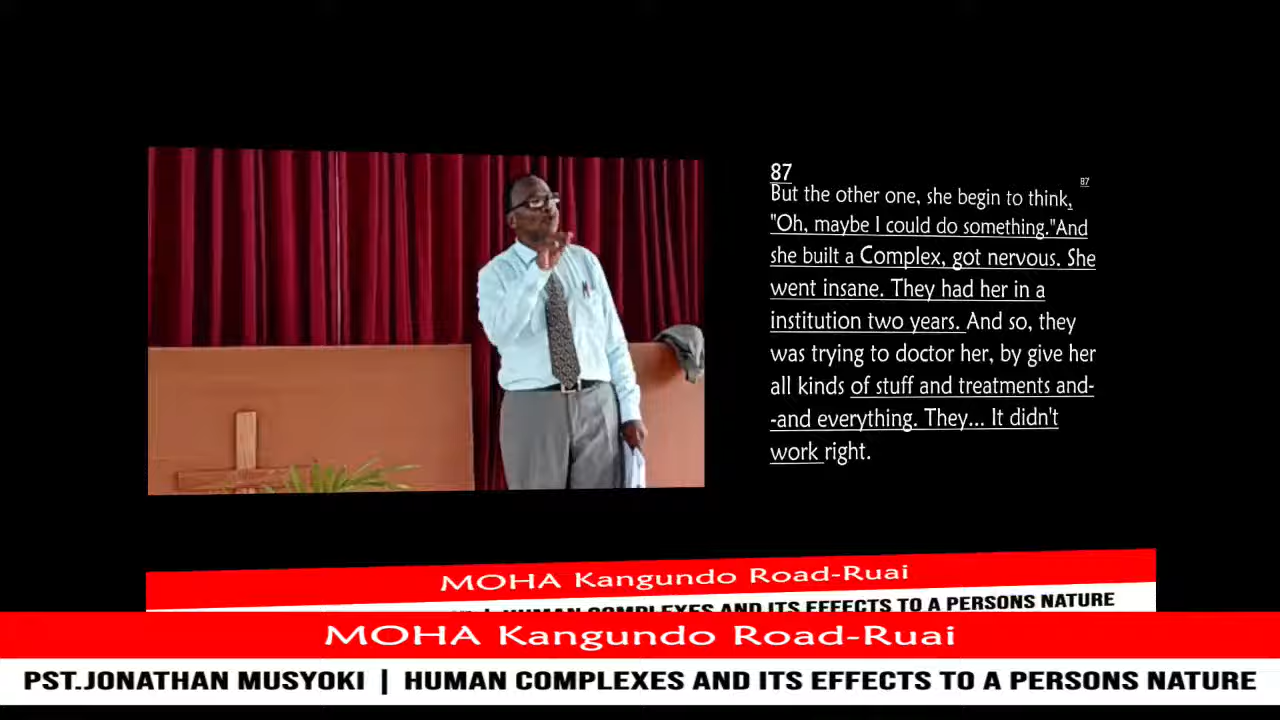 87
87
But the other one, she begin to think,
"Oh, maybe I could do something."And
she built a Complex, got nervous. She
went insane. They had her in a
institution two years. And so, they
was trying to doctor her, by give her
all kinds of stuff and treatments and-
-and everything. They... It didn't
work right.
MOHA Kangundo Road-Ruai
HUMAN COMPLEXES AND ITS EFFECTS TO A PERSONS NATURE
MOHA Kangundo Road-Ruai
PST.JONATHAN MUSYOKI | HUMAN COMPLEXES AND ITS EFFECTS TO A PERSONS NATURE